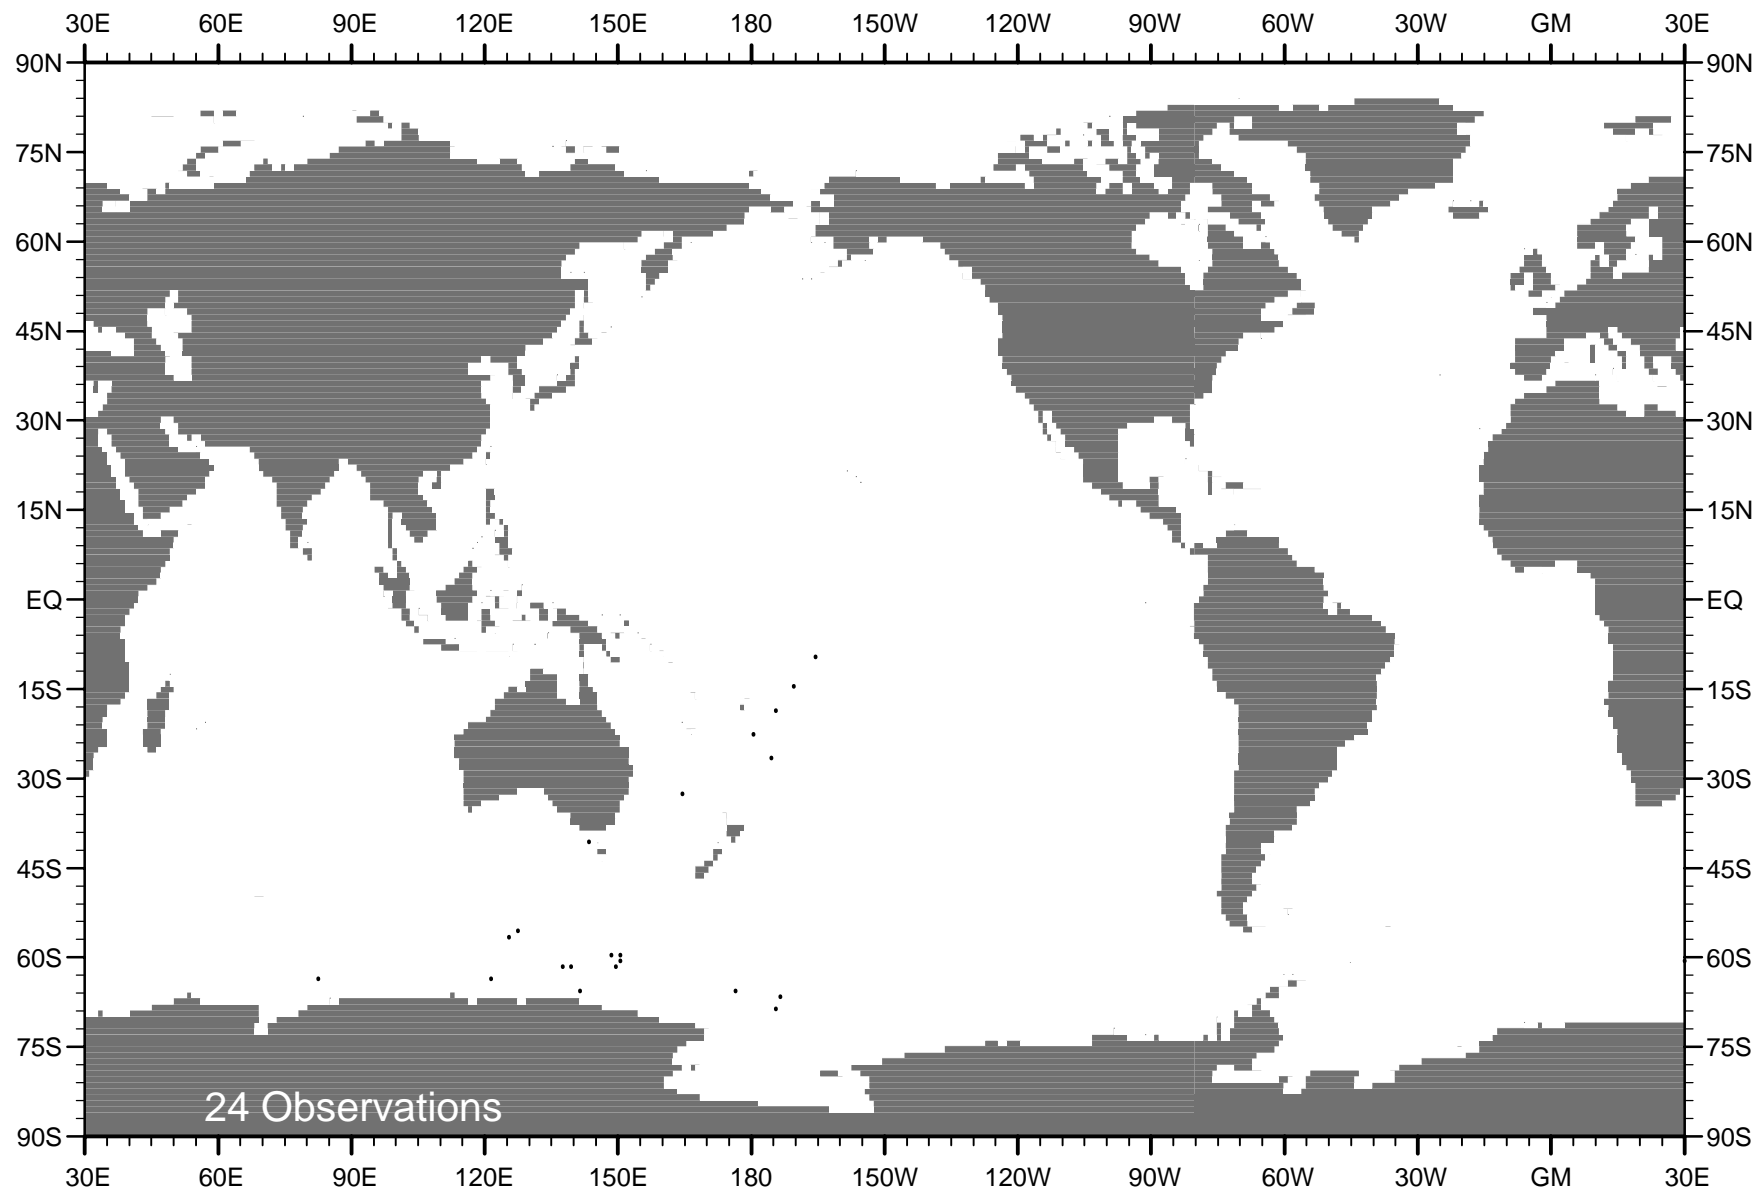 30E 60E 90E 120E 150E 180 150W 120W 90W 60W 30W GM 30E
90N 90N
75N 75N
60N 60N
45N 45N
30N 30N
15N 15N
EQ EQ
15S 15S
30S 30S
45S 45S
60S 60S
75S 75S
24 Observations
90S 90S
30E 60E 90E 120E 150E 180 150W 120W 90W 60W 30W GM 30E